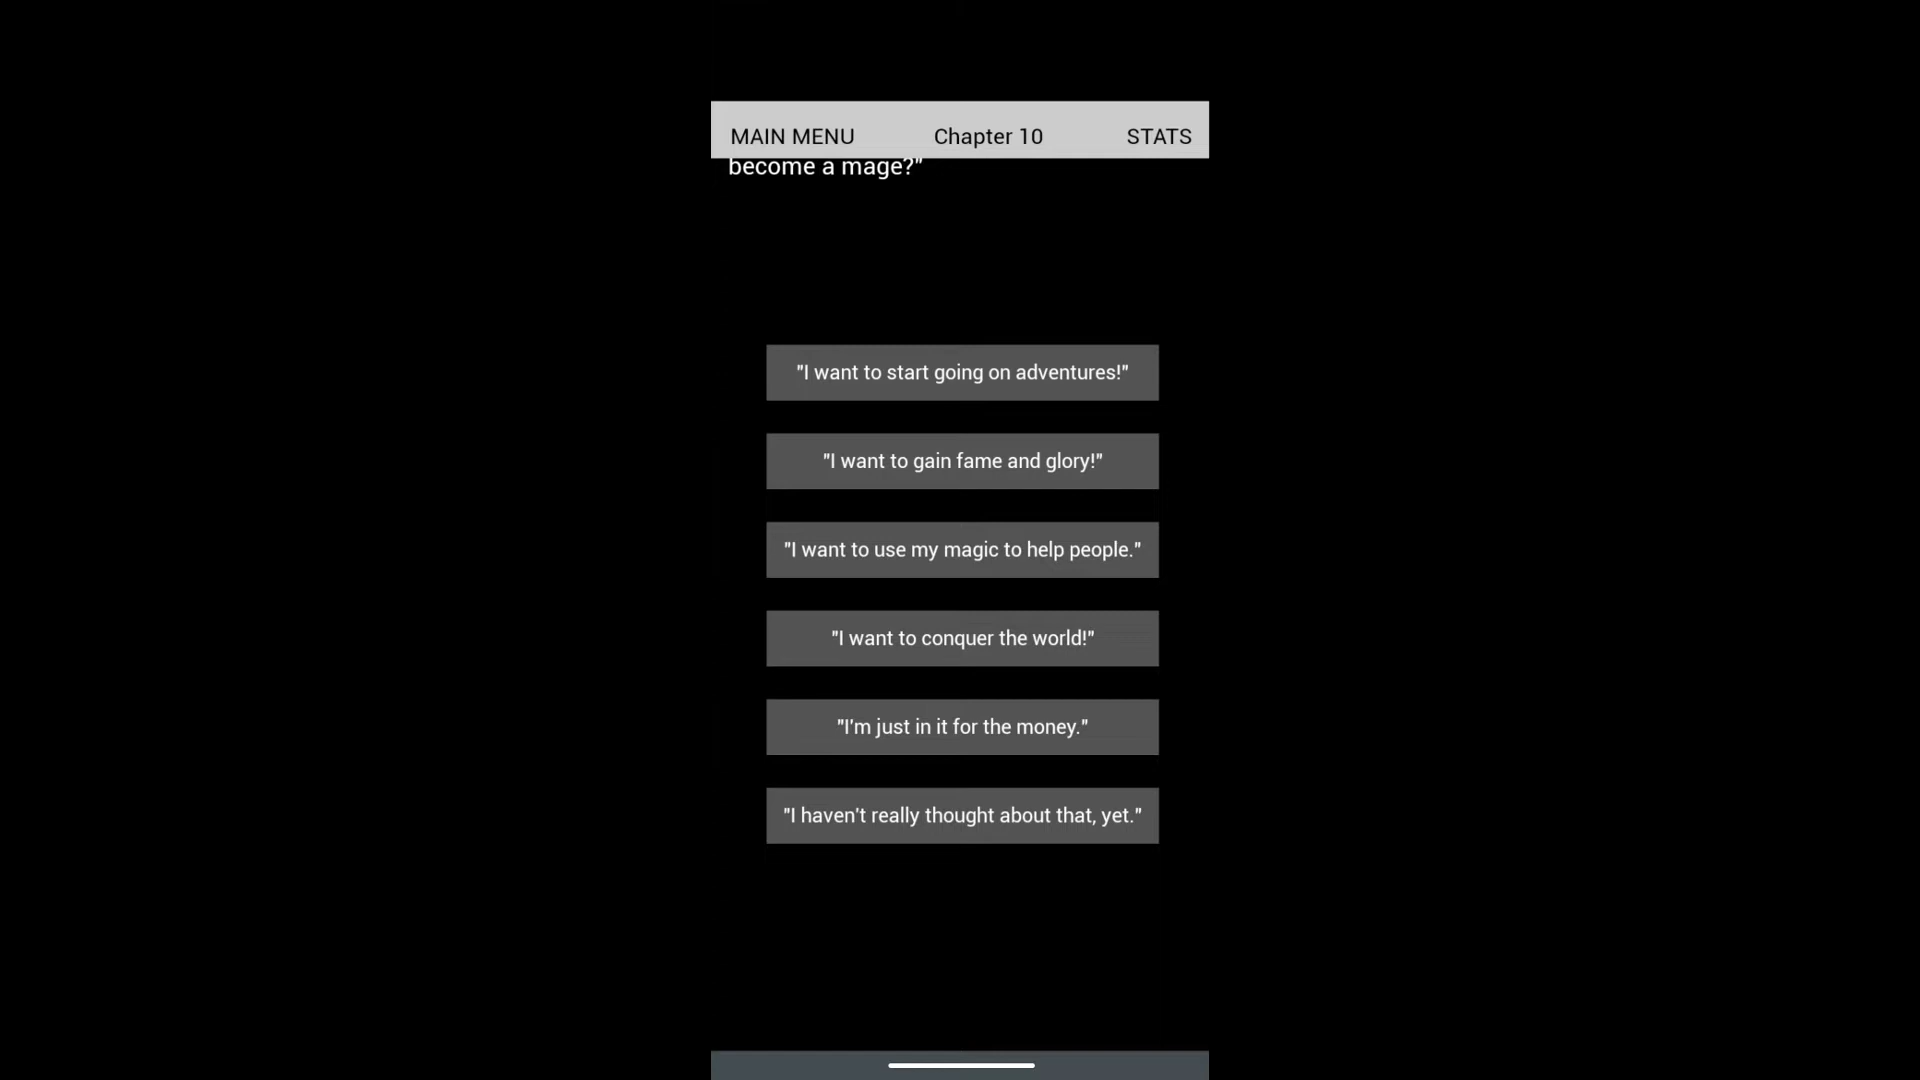 MAIN MENU Chapter 10 STATS
become a mage?"
"I want to start going on adventures!"
"I want to gain fame and glory!"
"I want to use my magic to help people."
"I want to conquer the world!"
"I'm just in it for the money."
"I haven't really thought about that, yet."